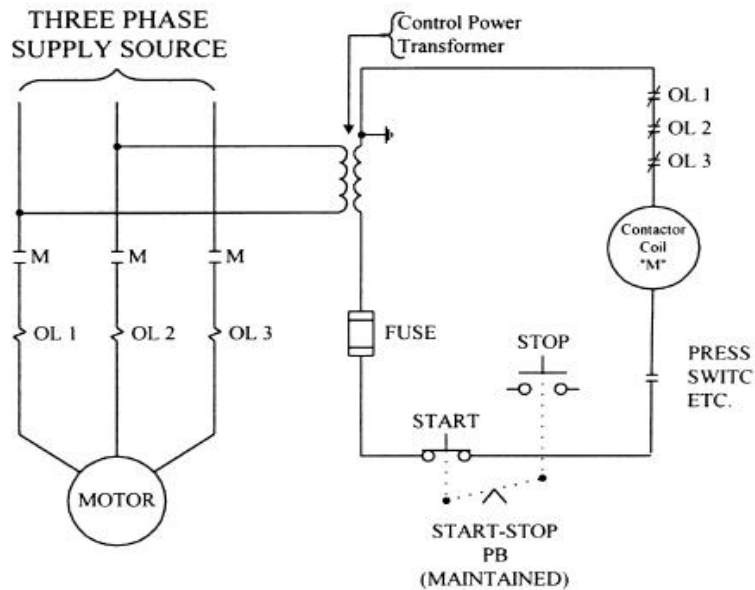 THREE PHASE
SUPPLY SOURCE
Control Power
Transformer
OL 1
OL 2
OL 3
Contactor
Coil
"M"
M
M
M
OL 1
OL 2
OL 3
FUSE
STOP
PRESS
SWITC
ETC.
START
MOTOR
START-STOP
PB
(MAINTAINED)